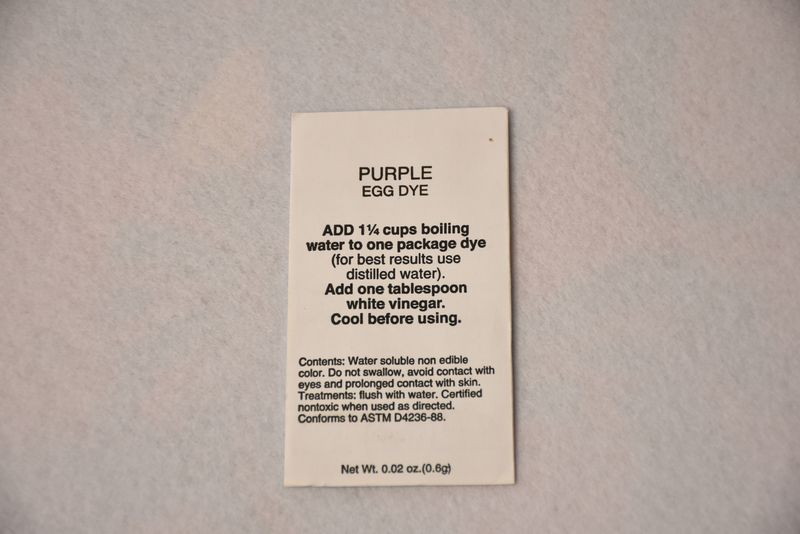 PURPLE
EGG DYE
ADD 1¼ cups boiling
water to one package dye
(for best results use
distilled water).
Add one tablespoon
white vinegar.
Cool before using.
Contents: Water soluble non edible
color. Do not swallow, avoid contact with
eyes and prolonged contact with skin.
Treatments: flush with water. Certified
nontoxic when used as directed.
Conforms to ASTM D4236-88.
Net Wt. 0.02 oz.(0.6g)